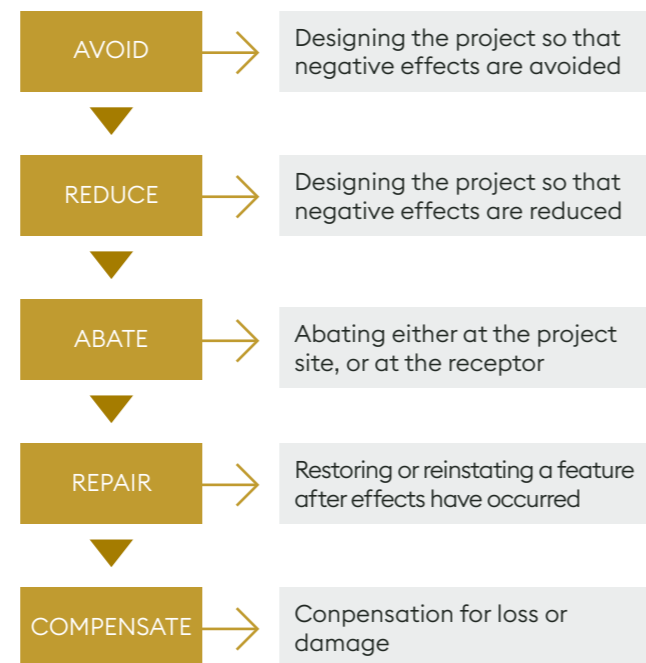 AVOID
Designing the project so that
negative effects are avoided
REDUCE
Designing the project so that
negative effects are reduced
ABATE
Abating either at the project
site, or at the receptor
REPAIR
Restoring or reinstating a feature
after effects have occurred
COMPENSATE
Conpensation for loss or
damage